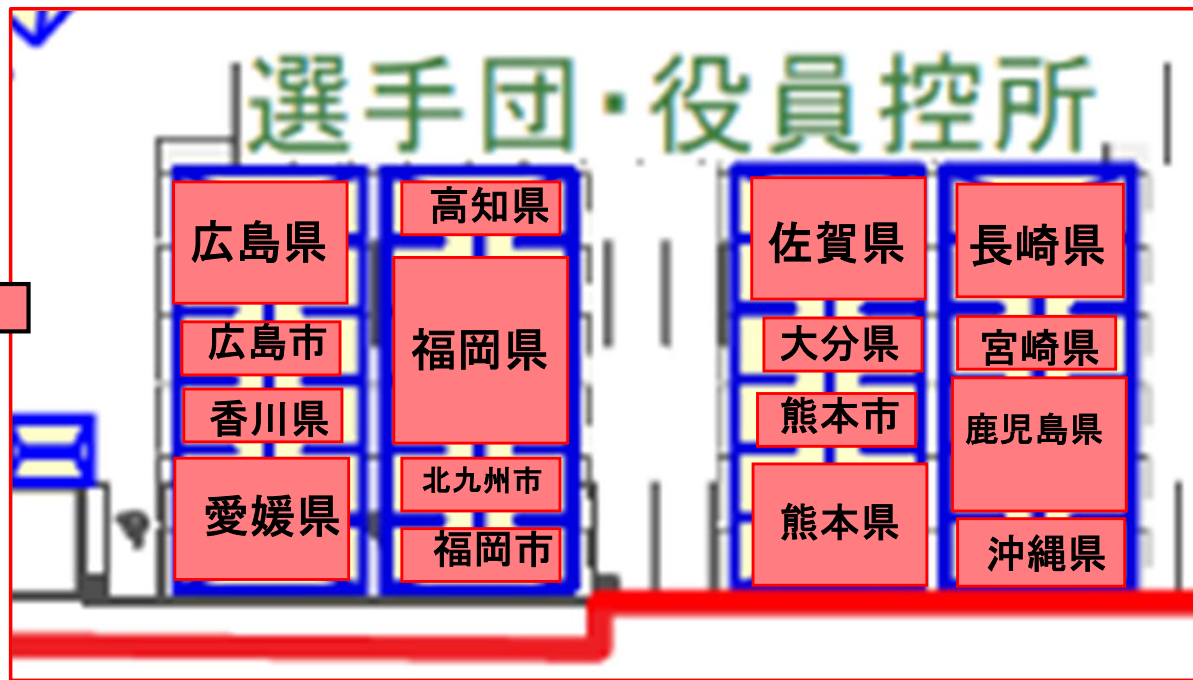 選手団・役員控所
広島県
広島市
香川県
愛媛県
高知県
福岡県
北九州市
福岡市
佐賀県
大分県
熊本市
熊本県
長崎県
宮崎県
鹿児島県
沖縄県